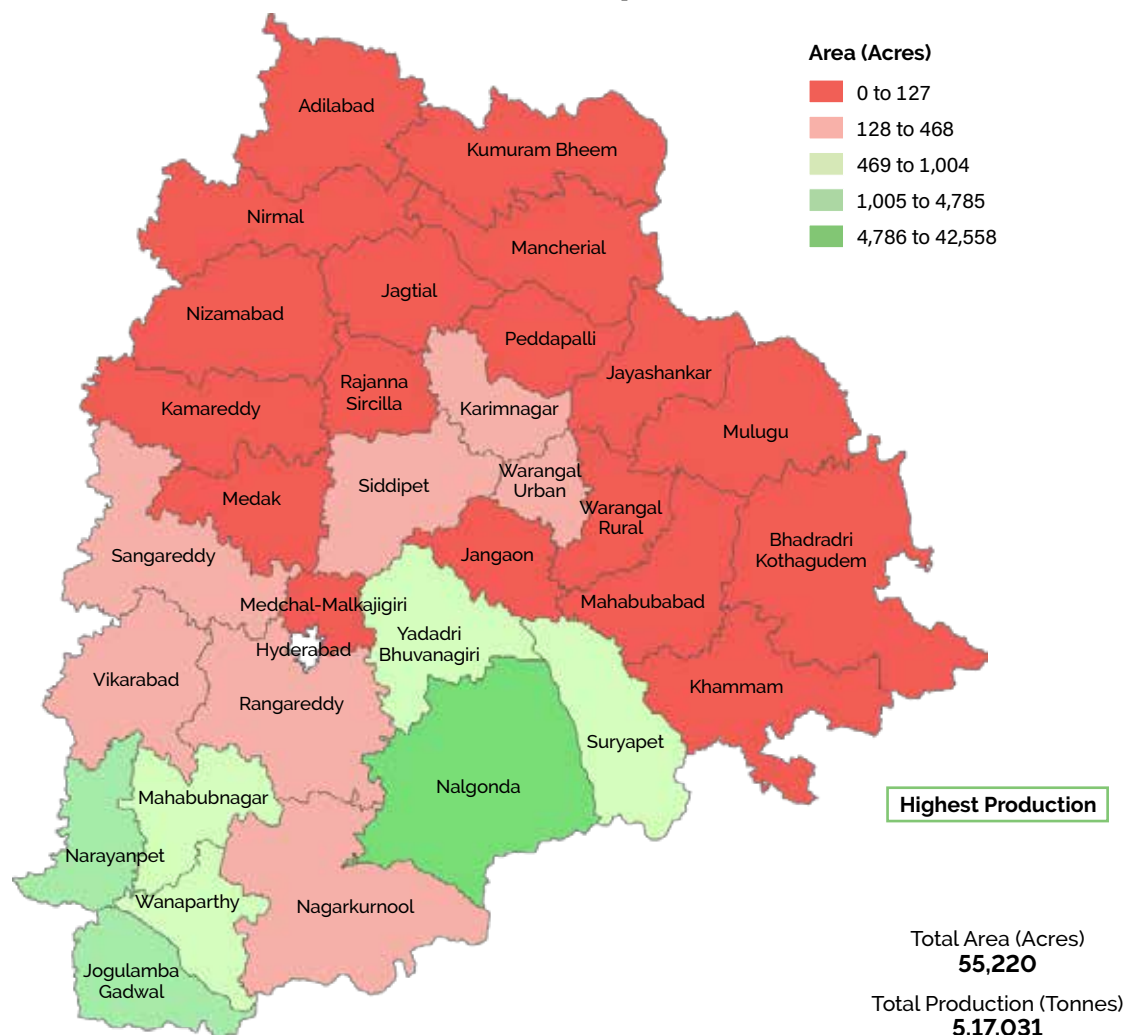 Area (Acres)
0 to 127
128 to 468
469 to 1,004
1,005 to 4,785
4,786 to 42,558
Adilabad
Kumuram Bheem
Nirmal
Mancherial
Jagtial
Nizamabad
Peddapalli
Jayashankar
Rajanna
Sircilla
Karimnagar
Kamareddy
Mulugu
Siddipet
Warangal
Urban
Medak
Warangal
Rural
Bhadradri
Kothagudem
Sangareddy
Jangaon
Mahabubabad
Medchal-Malkajigiri
Yadadri
Bhuvanagiri
Hyderabad
Vikarabad
Rangareddy
Khammam
Suryapet
Nalgonda
Mahabubnagar
Highest Production
Narayanpet
Wanaparthy
Nagarkurnool
Jogulamba
Gadwal
Total Area (Acres)
55,220
Total Production (Tonnes)
5,17,031